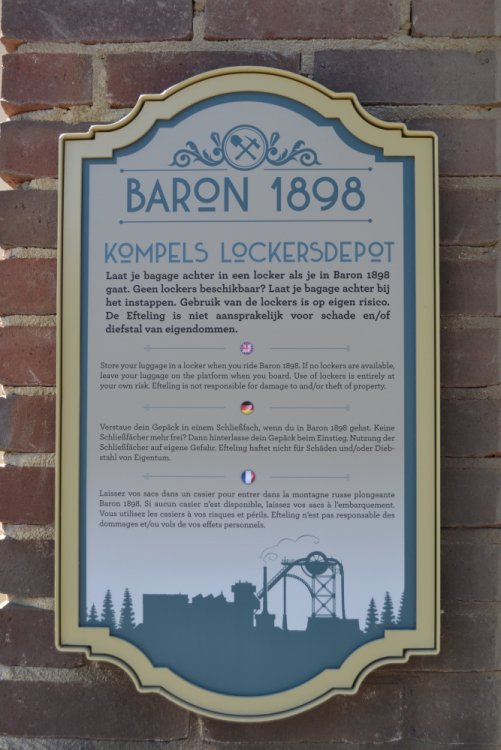 BARON 1898
KOMPELS LOCKERSDEPOT
Laat je bagage achter in een locker als je in Baron 1898
gaat. Geen lockers beschikbaar? Laat je bagage achter bij
het instappen. Gebruik van de lockers is op eigen risico.
De Efteling is niet aansprakelijk voor schade en/of
diefstal van eigendommen.
Store your luggage in a locker when you ride Baron 1898. If no lockers are available,
leave your luggage on the platform when you board. Use of lockers is entirely at
your own risk. Efteling is not responsible for damage to and/or theft of property.
Verstaue dein Gepäck in einem Schließfach, wenn du in Baron 1898 gehst. Keine
Schließfächer mehr frei? Dann hinterlasse dein Gepäck beim Einstieg. Nutzung der
Schließfächer auf eigene Gefahr. Efteling haftet nicht für Schäden und/oder Dieb-
stahl von Eigentum.
Laissez vos sacs dans un casier pour entrer dans la montagne russe plongeante
Baron 1898. Si aucun casier n'est disponible, laissez vos sacs à l'embarquement.
Vous utilisez les casiers à vos risques et périls. Efteling n'est pas responsable des
dommages et/ou vols de vos effets personnels.